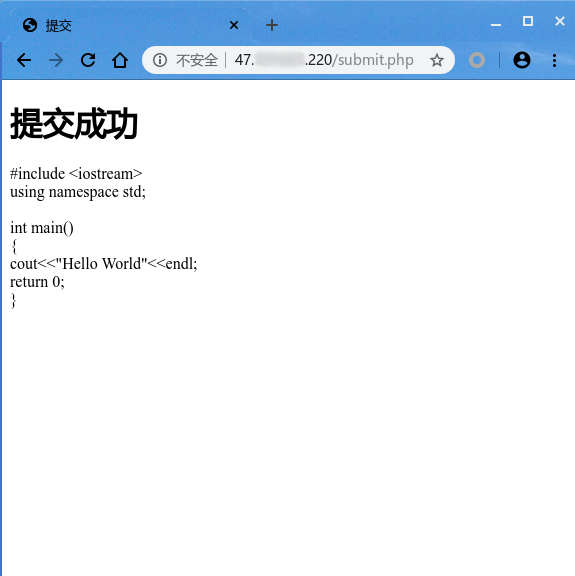 提交
不安全 47. .220/submit.php
提交成功
#include <iostream>
using namespace std;
int main()
{
cout<<"Hello World"<<endl;
return 0;
}